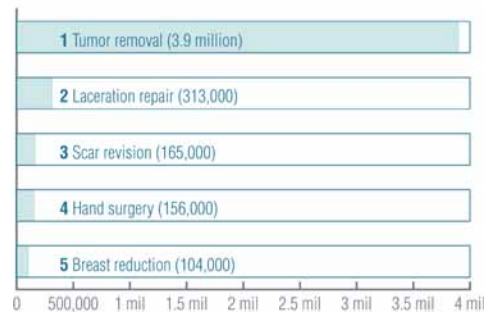 1 Tumor removal (3.9 million)
2 Laceration repair (313,000)
3 Scar revision (165,000)
4 Hand surgery (156,000)
5 Breast reduction (104,000)
0 500,000 1 mil 1.5 mil 2 mil 2.5 mil 3 mil 3.5 mil 4 mil